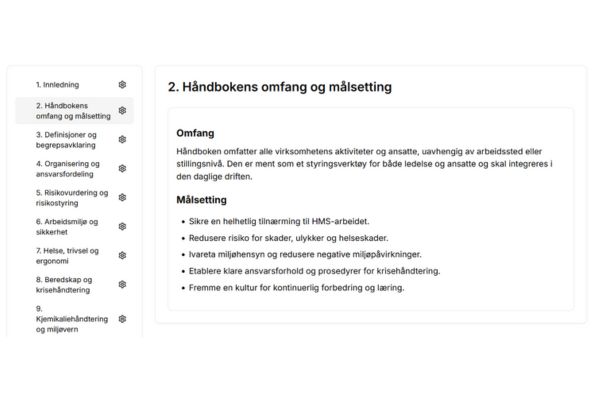 1. Innledning
2. Håndbokens
omfang og målsetting
3. Definisjoner og
begrepsavklaring
4. Organisering og
ansvarsfordeling
5. Risikovurdering og
risikostyring
6. Arbeidsmiljø og
sikkerhet
7. Helse, trivsel og
ergonomi
8. Beredskap og
krisehåndtering
9.
Kjemikaliehåndtering
og miljøvern
2. Håndbokens omfang og målsetting
Omfang
Håndboken omfatter alle virksomhetens aktiviteter og ansatte, uavhengig av arbeidssted eller
stillingsnivå. Den er ment som et styringsverktøy for både ledelse og ansatte og skal integreres i
den daglige driften.
Målsetting
• Sikre en helhetlig tilnærming til HMS-arbeidet.
• Redusere risiko for skader, ulykker og helseskader.
• Ivareta miljøhensyn og redusere negative miljøpåvirkninger.
• Etablere klare ansvarsforhold og prosedyrer for krisehåndtering.
• Fremme en kultur for kontinuerlig forbedring og læring.